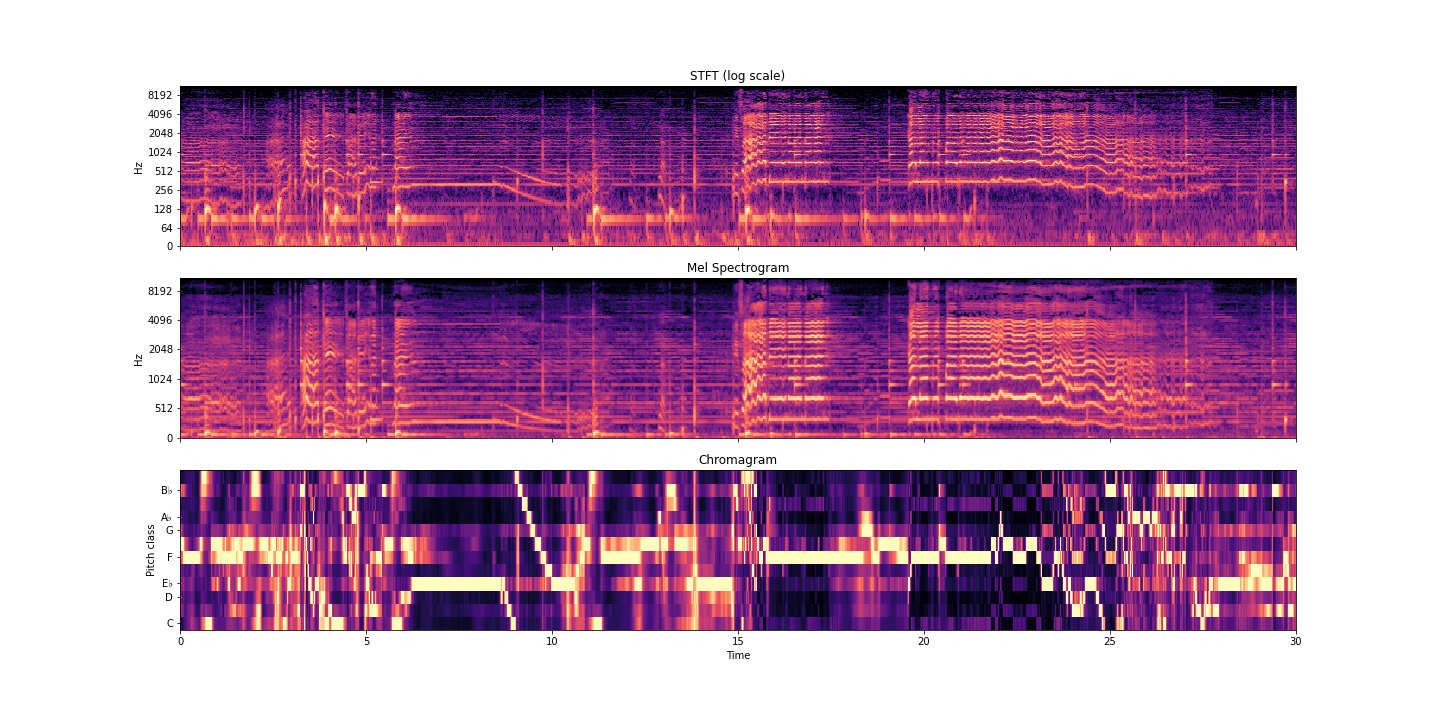 STFT (log scale)
8192
4096
2048
1024
512
256
128
64
0
Hz
Mel Spectrogram
8192
4096
2048
1024
512
0
Hz
Chromagram
B♭
A♭
G
F
E♭
D
C
Pitch class
0 5 10 15 20 25 30
Time